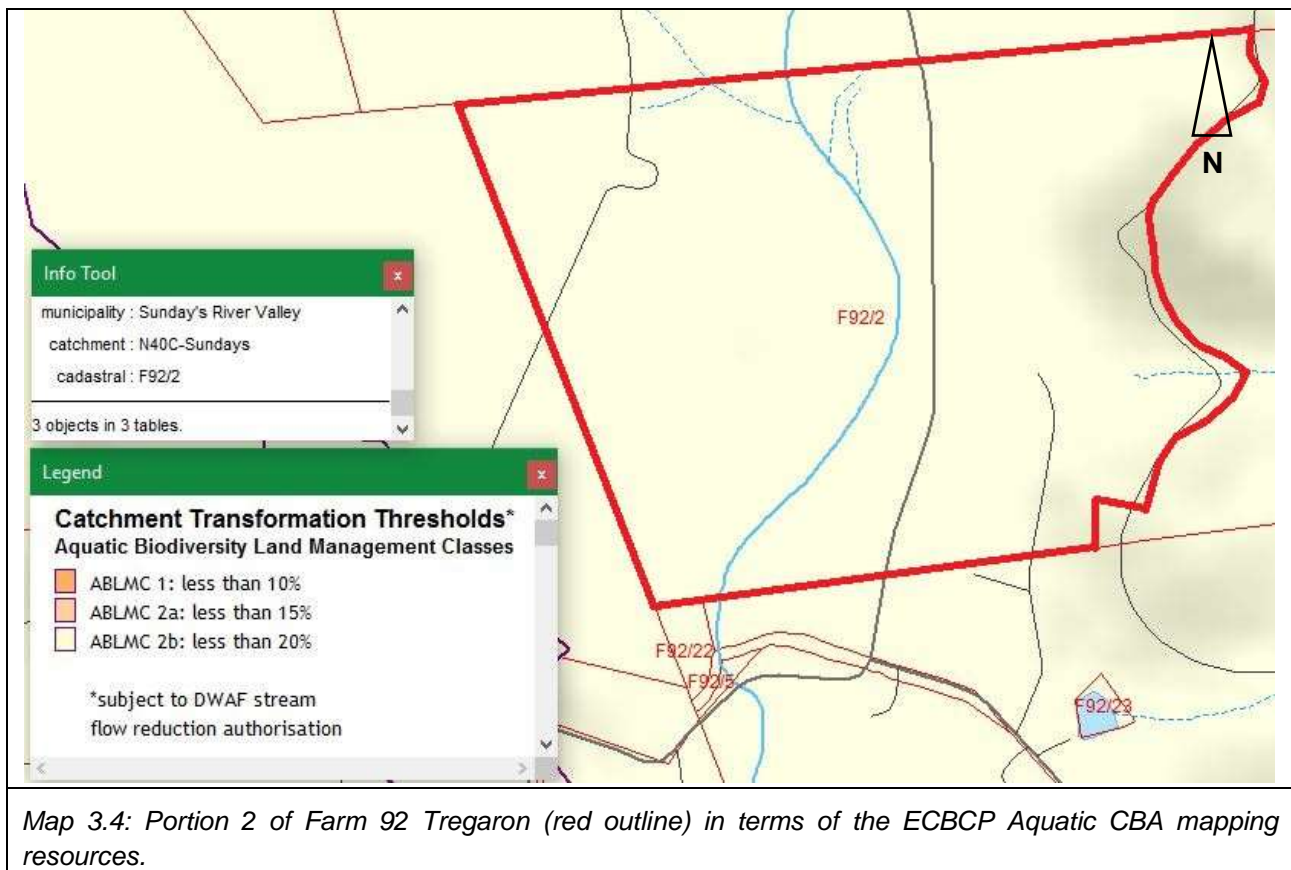 N
F92/2
Info Tool
x
municipality : Sunday's River Valley
catchment : N40C-Sundays
cadastral : F92/2
3 objects in 3 tables.
Legend
x
Catchment Transformation Thresholds*
Aquatic Biodiversity Land Management Classes
ABLMC 1: less than 10%
ABLMC 2a: less than 15%
ABLMC 2b: less than 20%
*subject to DWAF stream
flow reduction authorisation
F92/22
F92/5
F92/23
Map 3.4: Portion 2 of Farm 92 Tregaron (red outline) in terms of the ECBCP Aquatic CBA mapping
resources.